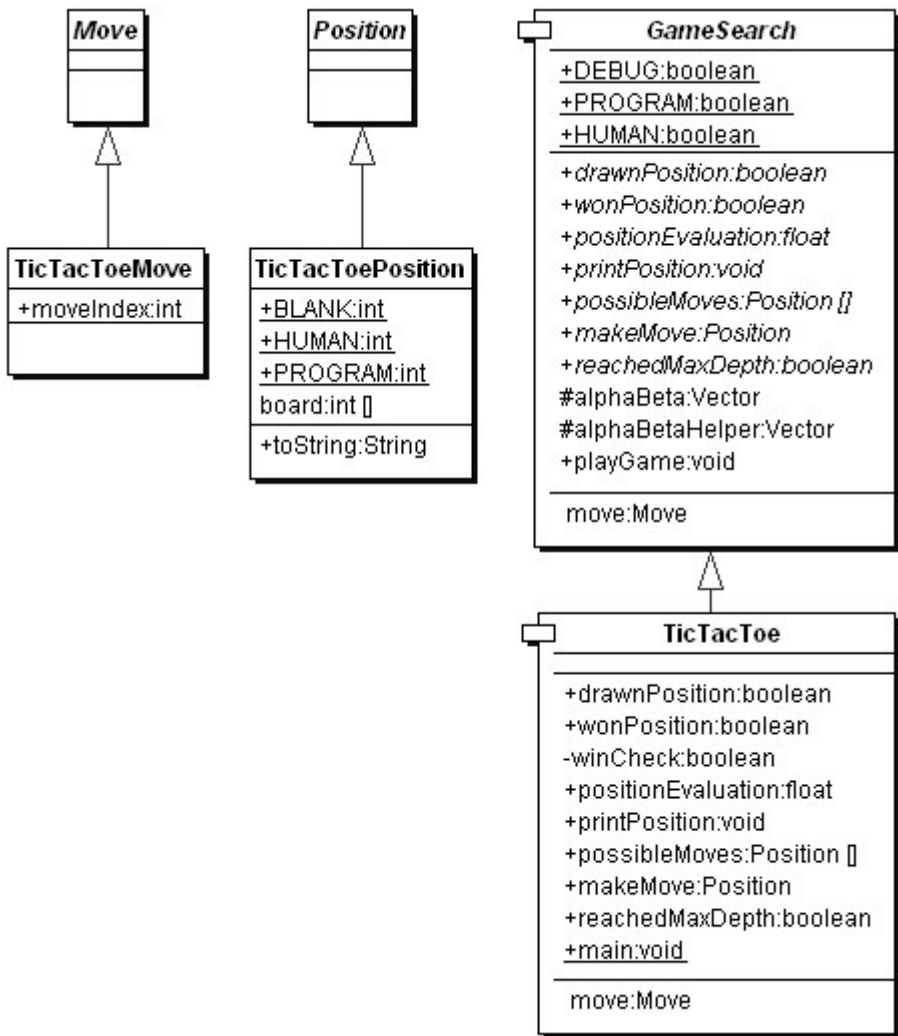 Move
TicTacToeMove
+moveIndex:int
Position
TicTacToePosition
+BLANK:int
+HUMAN:int
+PROGRAM:int
board:int []
+toString:String
GameSearch
+DEBUG:boolean
+PROGRAM:boolean
+HUMAN:boolean
+drawnPosition:boolean
+wonPosition:boolean
+positionEvaluation:float
+printPosition:void
+possibleMoves:Position []
+makeMove:Position
+reachedMaxDepth:boolean
#alphaBeta:Vector
#alphaBetaHelper:Vector
+playGame:void
move:Move
TicTacToe
+drawnPosition:boolean
+wonPosition:boolean
-winCheck:boolean
+positionEvaluation:float
+printPosition:void
+possibleMoves:Position []
+makeMove:Position
+reachedMaxDepth:boolean
+main:void
move:Move